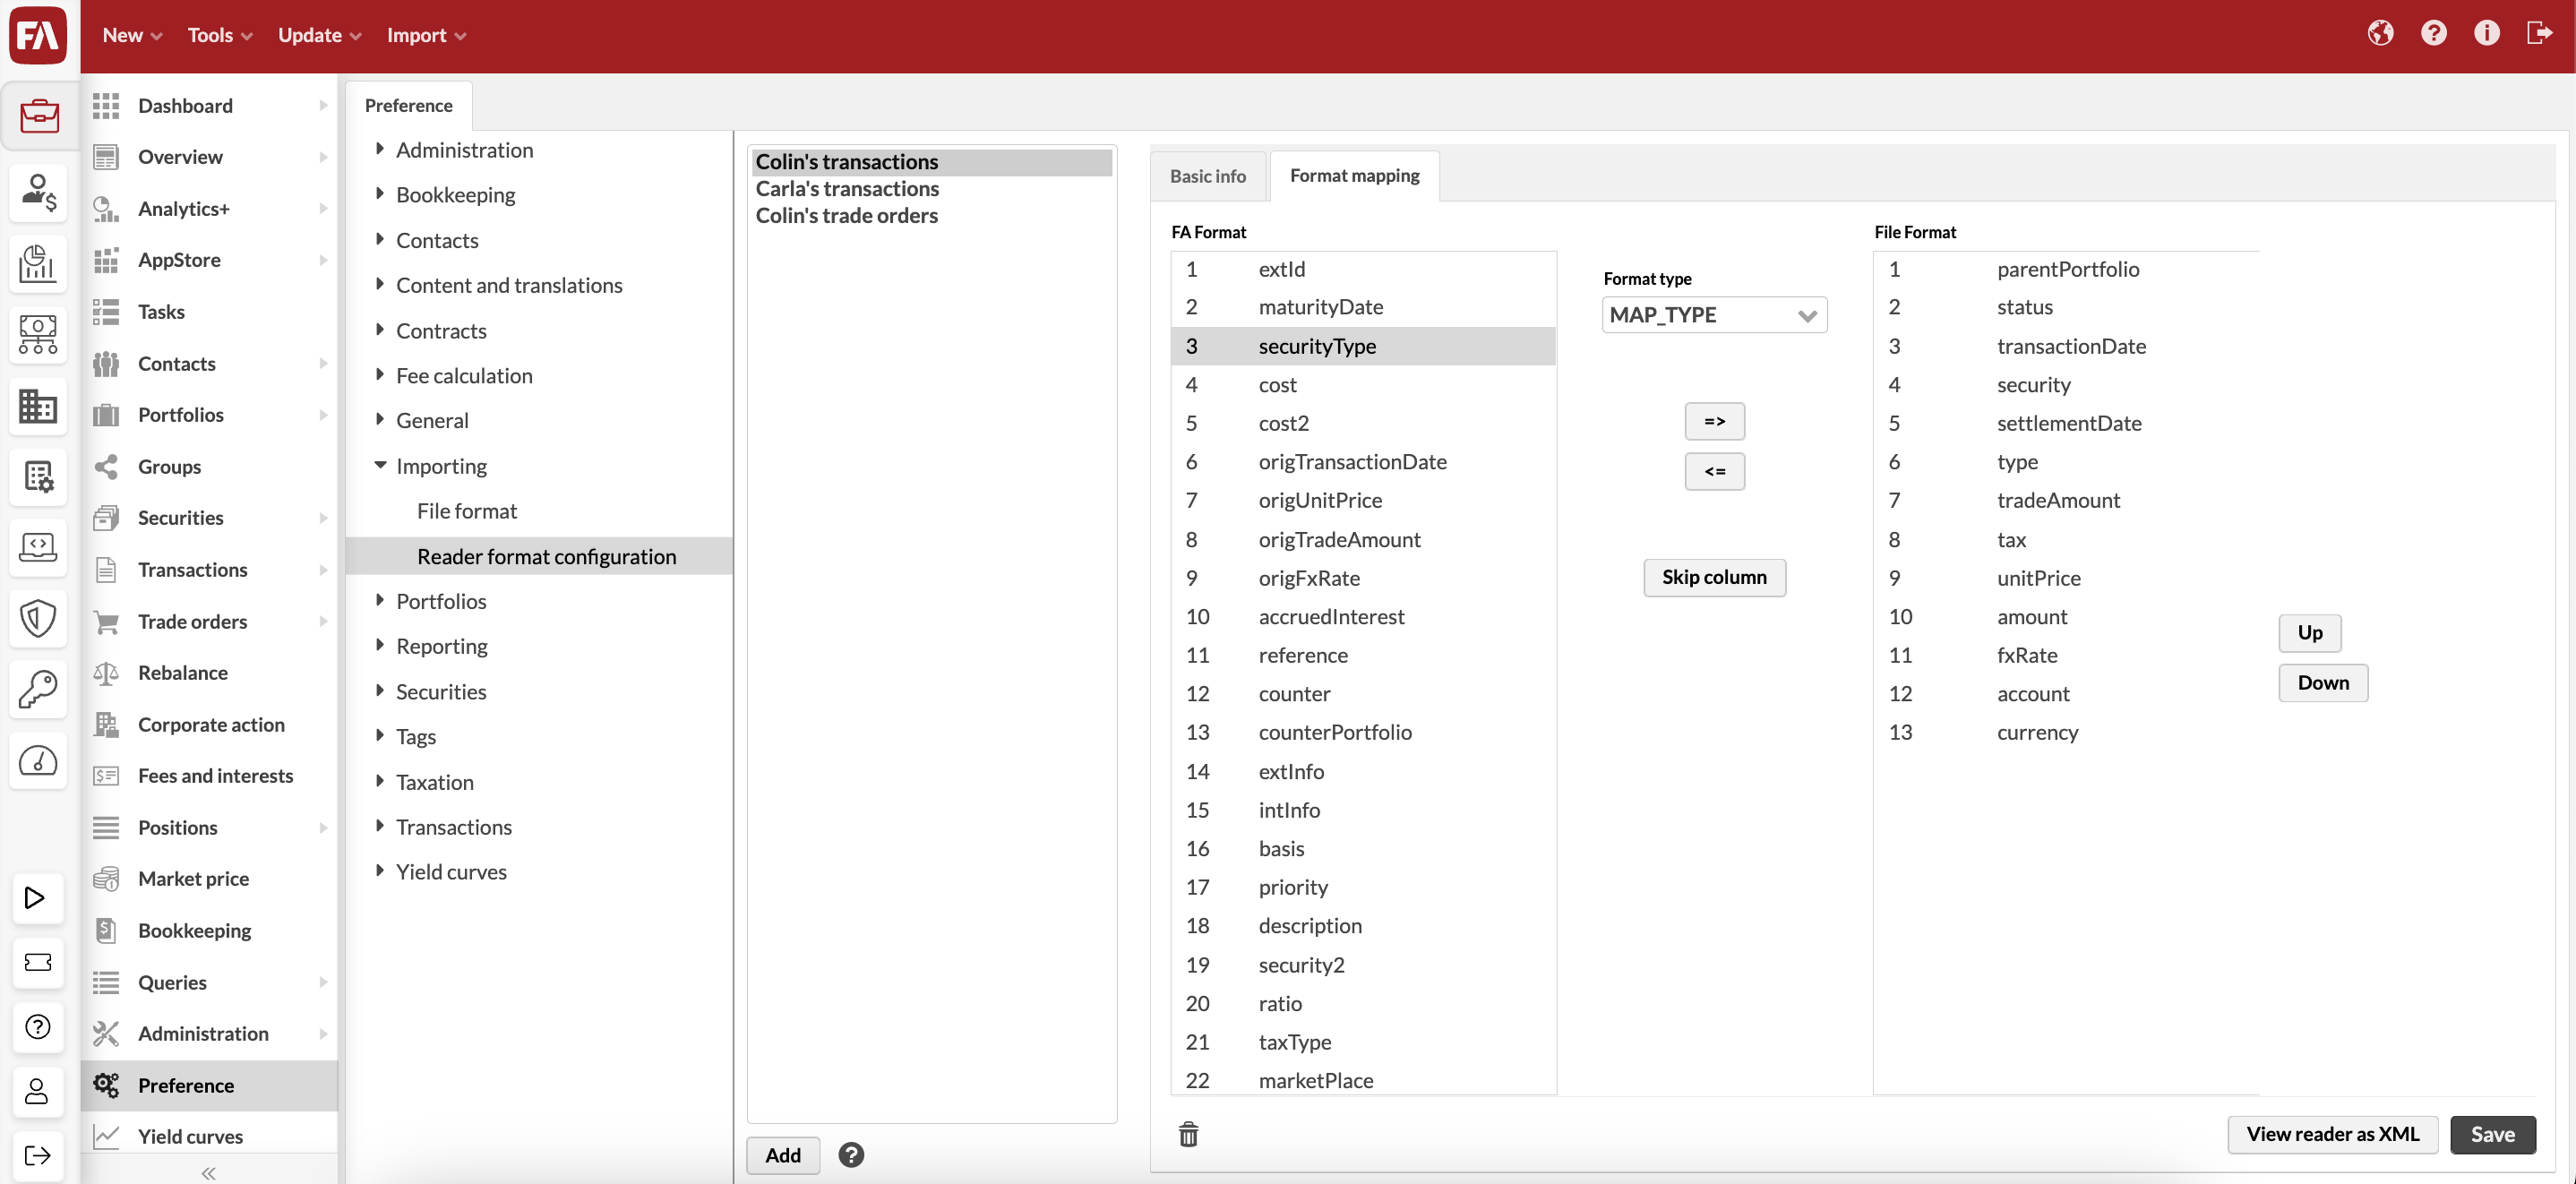 FA
New
Tools
Update
Import
Dashboard
Overview
Analytics+
AppStore
Tasks
Contacts
Portfolios
Groups
Securities
Transactions
Trade orders
Rebalance
Corporate action
Fees and interests
Positions
Market price
Bookkeeping
Queries
Administration
Preference
Yield curves
Preference
Administration
Bookkeeping
Contacts
Content and translations
Contracts
Fee calculation
General
Importing
File format
Reader format configuration
Portfolios
Reporting
Securities
Tags
Taxation
Transactions
Yield curves
Colin's transactions
Carla's transactions
Colin's trade orders
Add
Basic info
Format mapping
FA Format
1 extId
2 maturityDate
3 securityType
4 cost
5 cost2
6 origTransactionDate
7 origUnitPrice
8 origTradeAmount
9 origFxRate
10 accruedInterest
11 reference
12 counter
13 counterPortfolio
14 extInfo
15 intInfo
16 basis
17 priority
18 description
19 security2
20 ratio
21 taxType
22 marketPlace
Format type
MAP_TYPE
=>
<=
Skip column
File Format
1 parentPortfolio
2 status
3 transactionDate
4 security
5 settlementDate
6 type
7 tradeAmount
8 tax
9 unitPrice
10 amount
11 fxRate
12 account
13 currency
Up
Down
View reader as XML
Save